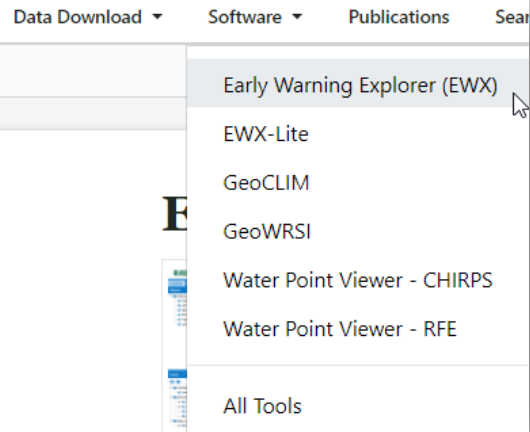 Data Download
Software
Publications
Early Warning Explorer (EWX)
EWX-Lite
GeoCLIM
GeoWRSI
Water Point Viewer - CHIRPS
Water Point Viewer - RFE
All Tools